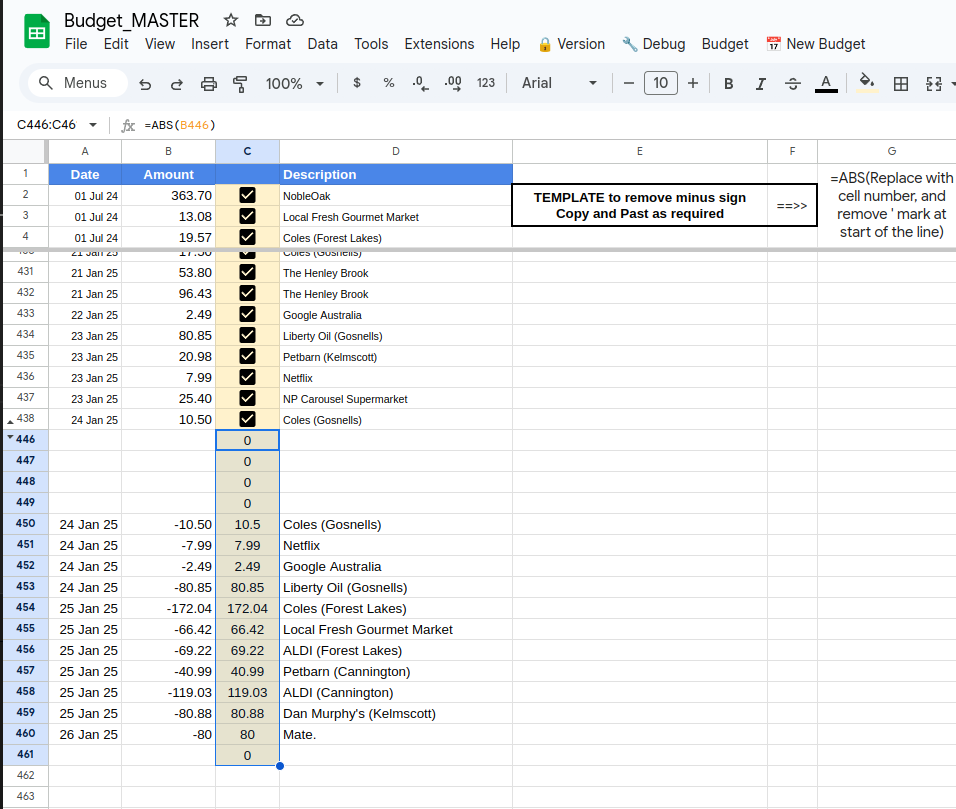 Budget_MASTER
File Edit View Insert Format Data Tools Extensions Help 🔒 Version 🔧 Debug Budget 📅 New Budget
Menus 100% $ % .0 .00 123 Arial − 10 + B I S A
C446:C46 fx =ABS(B446)
A B C D E F G
1 Date Amount Description
2 01 Jul 24 363.70 NobleOak
3 01 Jul 24 13.08 Local Fresh Gourmet Market
4 01 Jul 24 19.57 Coles (Forest Lakes)
TEMPLATE to remove minus sign
Copy and Past as required
==>>
=ABS(Replace with
cell number, and
remove ' mark at
start of the line)
21 Jan 25 17.50 Coles (Gosnells)
431 21 Jan 25 53.80 The Henley Brook
432 21 Jan 25 96.43 The Henley Brook
433 22 Jan 25 2.49 Google Australia
434 23 Jan 25 80.85 Liberty Oil (Gosnells)
435 23 Jan 25 20.98 Petbarn (Kelmscott)
436 23 Jan 25 7.99 Netflix
437 23 Jan 25 25.40 NP Carousel Supermarket
438 24 Jan 25 10.50 Coles (Gosnells)
446 0
447 0
448 0
449 0
450 24 Jan 25 -10.50 10.5 Coles (Gosnells)
451 24 Jan 25 -7.99 7.99 Netflix
452 24 Jan 25 -2.49 2.49 Google Australia
453 24 Jan 25 -80.85 80.85 Liberty Oil (Gosnells)
454 25 Jan 25 -172.04 172.04 Coles (Forest Lakes)
455 25 Jan 25 -66.42 66.42 Local Fresh Gourmet Market
456 25 Jan 25 -69.22 69.22 ALDI (Forest Lakes)
457 25 Jan 25 -40.99 40.99 Petbarn (Cannington)
458 25 Jan 25 -119.03 119.03 ALDI (Cannington)
459 25 Jan 25 -80.88 80.88 Dan Murphy's (Kelmscott)
460 26 Jan 25 -80 80 Mate.
461 0
462
463